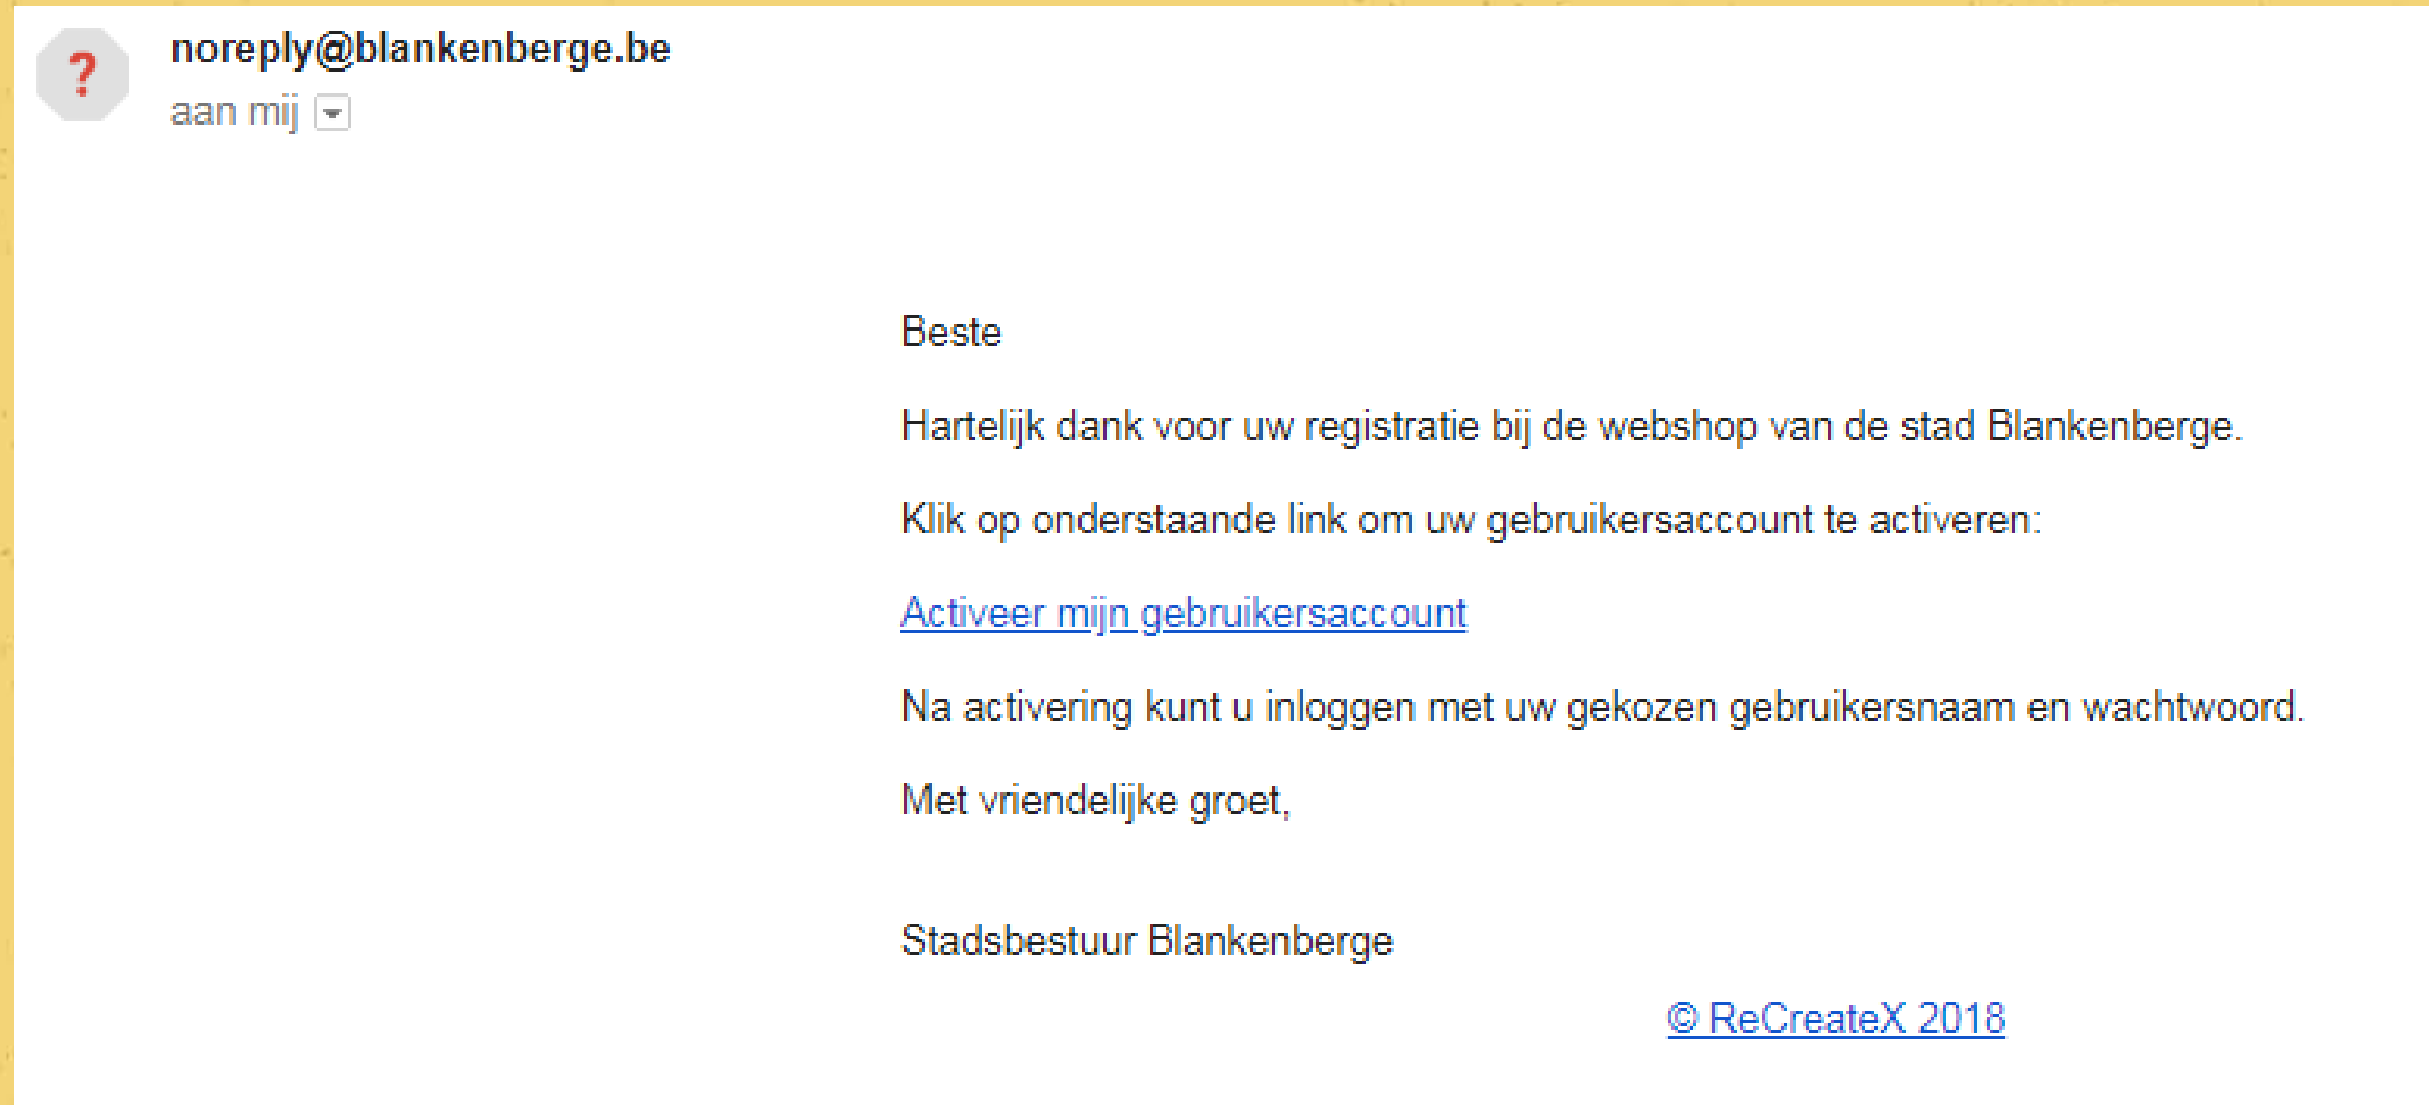 ?
noreply@blankenberge.be
aan mij
Beste
Hartelijk dank voor uw registratie bij de webshop van de stad Blankenberge.
Klik op onderstaande link om uw gebruikersaccount te activeren:
Activeer mijn gebruikersaccount
Na activering kunt u inloggen met uw gekozen gebruikersnaam en wachtwoord.
Met vriendelijke groet,
Stadsbestuur Blankenberge
© ReCreateX 2018